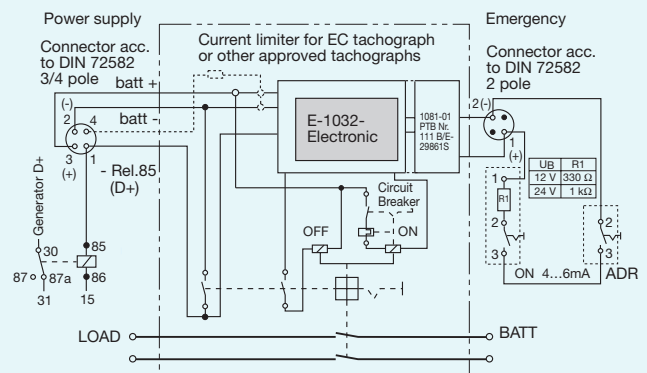 Power supply
Emergency
Connector acc.
to DIN 72582
3/4 pole
Current limiter for EC tachograph
or other approved tachographs
Connector acc.
to DIN 72582
2 pole
batt +
batt -
(-)
2
4
3
1
(+)
- Rel.85
(D+)
E-1032-
Electronic
1081-01
PTB Nr.
111 B/E-
29861S
2(-)
1
(+)
UB R1
12 V 330 Ω
24 V 1 kΩ
1
R1
2
3
2
3
ON 4...6mA
ADR
Circuit
Breaker
OFF
ON
Generator D+
30
85
86
87
87a
31
15
LOAD
BATT